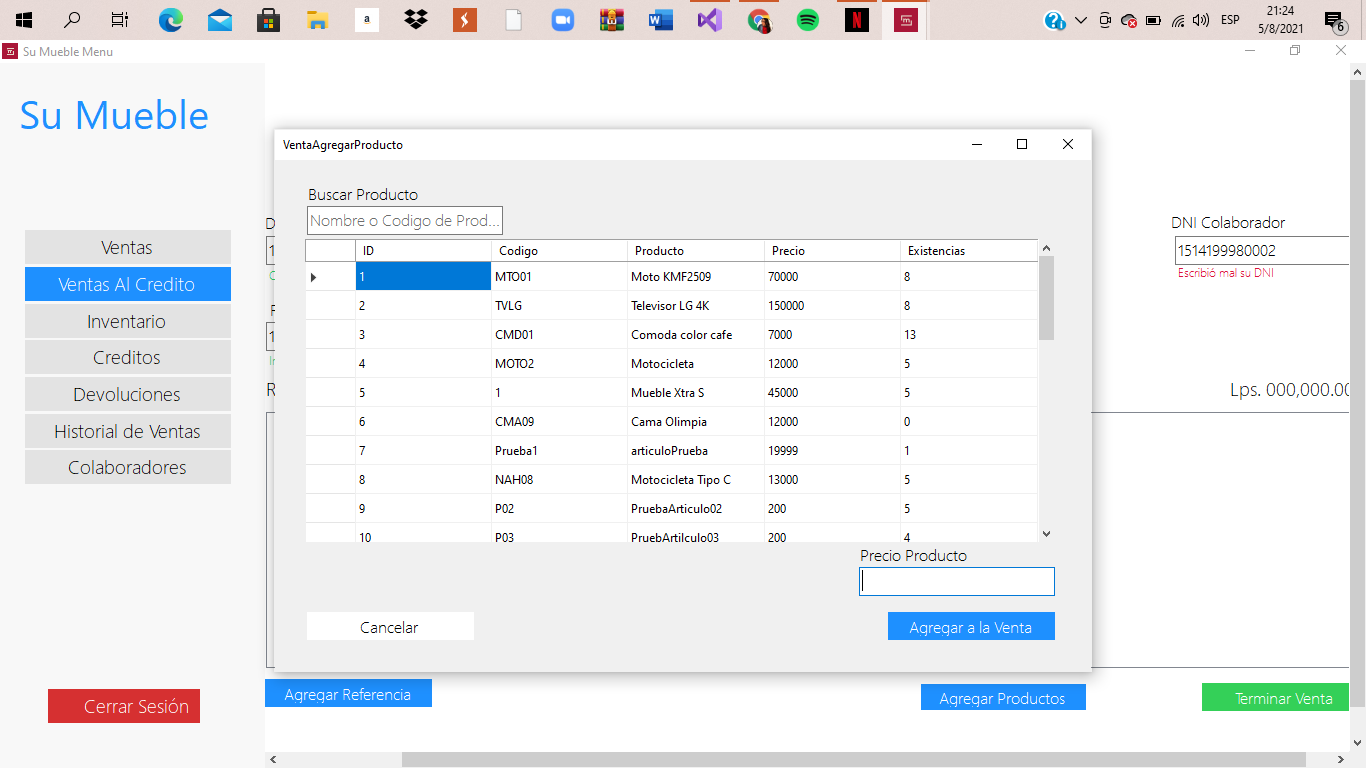 a
W
N
ESP
21:24
5/8/2021
6
Su Mueble Menu
Su Mueble
Ventas
Ventas Al Credito
Inventario
Creditos
Devoluciones
Historial de Ventas
Colaboradores
Cerrar Sesión
VentaAgregarProducto
Buscar Producto
Nombre o Codigo de Prod...
ID Codigo Producto Precio Existencias
1 MTO01 Moto KMF2509 70000 8
2 TVLG Televisor LG 4K 150000 8
3 CMD01 Comoda color cafe 7000 13
4 MOTO2 Motocicleta 12000 5
5 1 Mueble Xtra S 45000 5
6 CMA09 Cama Olimpia 12000 0
7 Prueba1 articuloPrueba 19999 1
8 NAH08 Motocicleta Tipo C 13000 5
9 P02 PruebaArticulo02 200 5
10 P03 PruebArtilculo03 200 4
Precio Producto
Cancelar
Agregar a la Venta
DNI Colaborador
1514199980002
Escribió mal su DNI
Lps. 000,000.00
Agregar Referencia
Agregar Productos
Terminar Venta